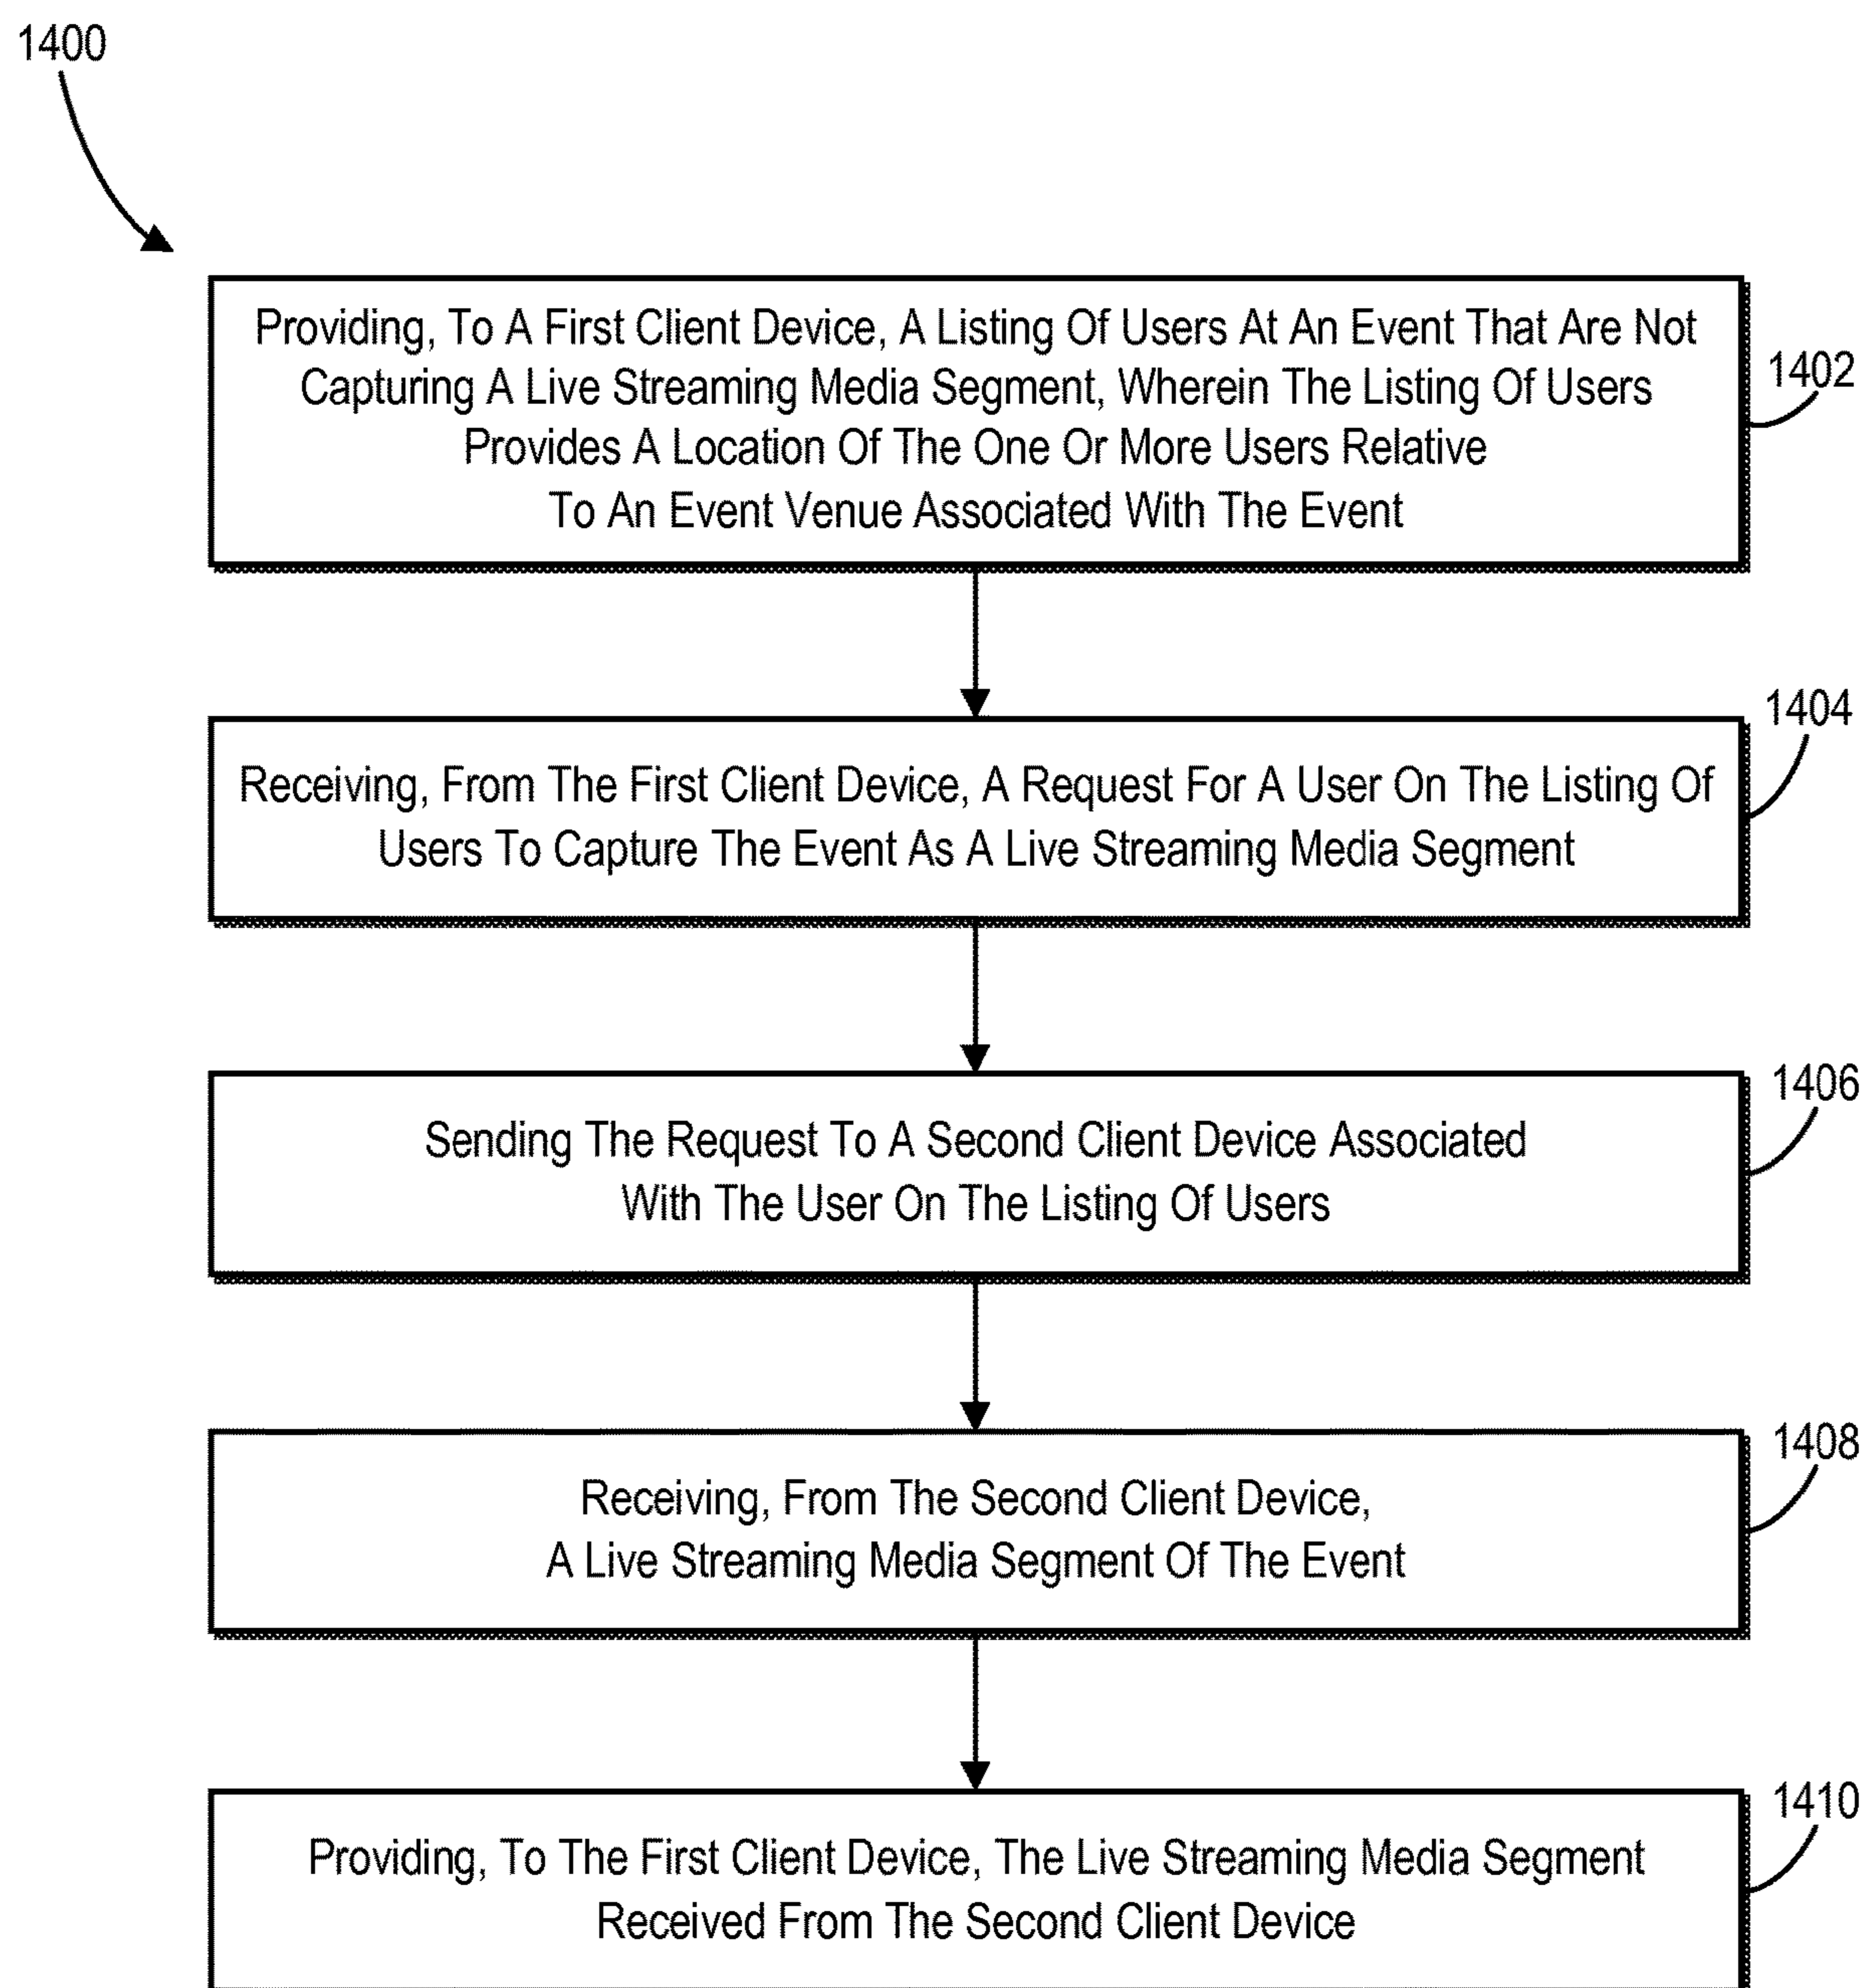 1400
Providing, To A First Client Device, A Listing Of Users At An Event That Are Not
Capturing A Live Streaming Media Segment, Wherein The Listing Of Users
Provides A Location Of The One Or More Users Relative
To An Event Venue Associated With The Event
1402
Receiving, From The First Client Device, A Request For A User On The Listing Of
Users To Capture The Event As A Live Streaming Media Segment
1404
Sending The Request To A Second Client Device Associated
With The User On The Listing Of Users
1406
Receiving, From The Second Client Device,
A Live Streaming Media Segment Of The Event
1408
Providing, To The First Client Device, The Live Streaming Media Segment
Received From The Second Client Device
1410